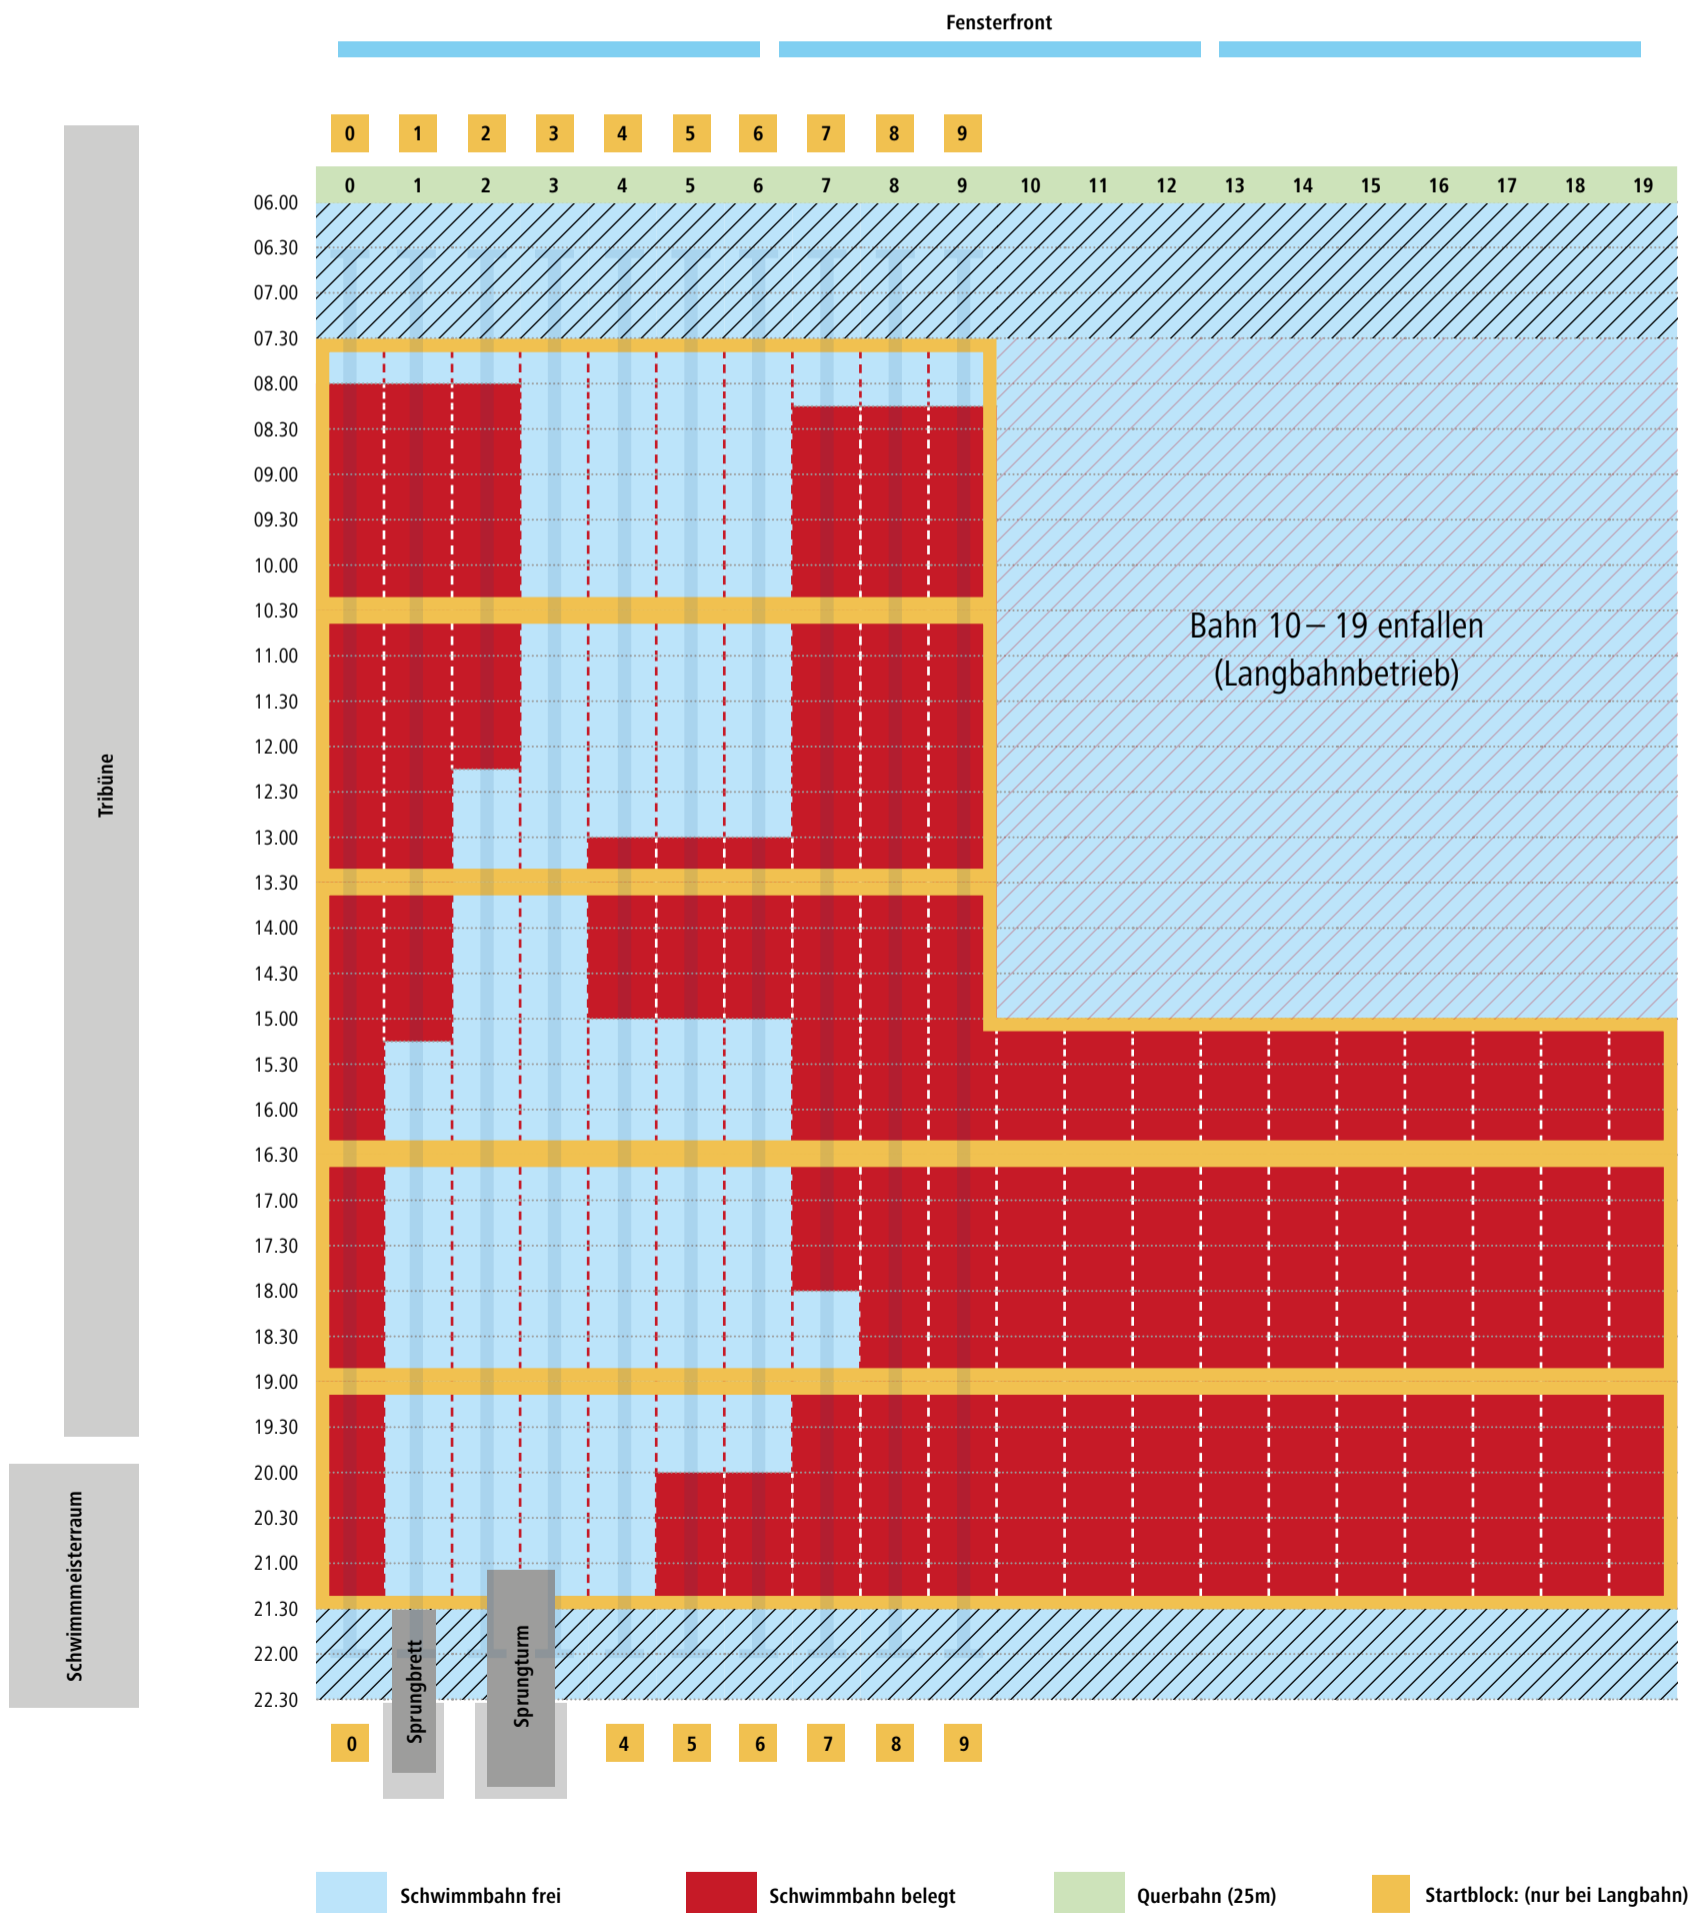 Fensterfront
0 1 2 3 4 5 6 7 8 9
0 1 2 3 4 5 6 7 8 9 10 11 12 13 14 15 16 17 18 19
06.00
06.30
07.00
07.30
08.00
08.30
09.00
09.30
10.00
10.30
11.00
11.30
12.00
12.30
13.00
13.30
14.00
14.30
15.00
15.30
16.00
16.30
17.00
17.30
18.00
18.30
19.00
19.30
20.00
20.30
21.00
21.30
22.00
22.30
Bahn 10 – 19 enfallen
(Langbahnbetrieb)
Tribüne
Schwimmmeisterraum
Sprungbrett
Sprungturm
0 4 5 6 7 8 9
Schwimmbahn frei
Schwimmbahn belegt
Querbahn (25m)
Startblock: (nur bei Langbahn)